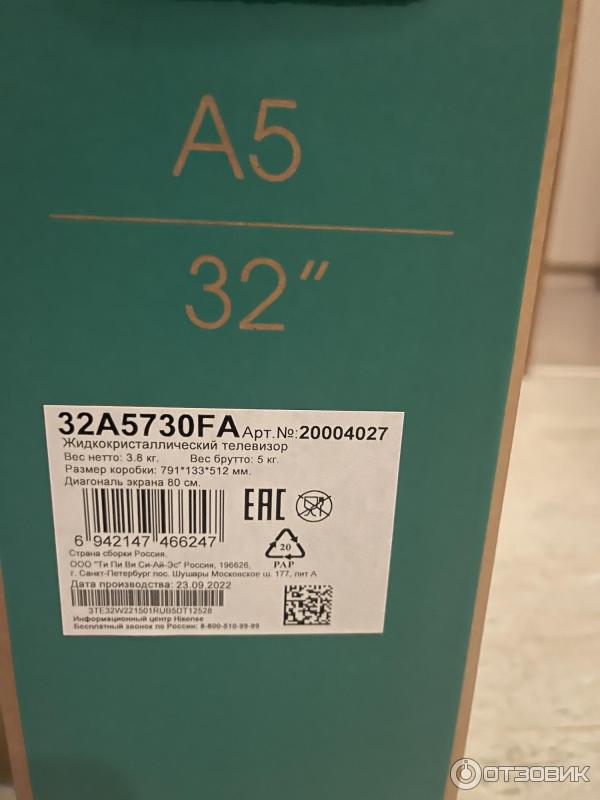 A5
32"
32A5730FA Арт.№:20004027
Жидкокристаллический телевизор
Вес нетто: 3.8 кг. Вес брутто: 5 кг.
Размер коробки: 791*133*512 мм.
Диагональ экрана 80 см.
EAC
6 942147 466247
20
PAP
Страна сборки Россия.
ООО "Ти Пи Ви Си-Ай-Эс" Россия, 196626,
г. Санкт-Петербург пос. Шушары Московское ш. 177, лит А
Дата производства: 23.09.2022
3TE32W221501RUB5DT12528
Информационный центр Hisense
Бесплатный звонок по России: 8-800-510-99-99
ОТЗОВИК